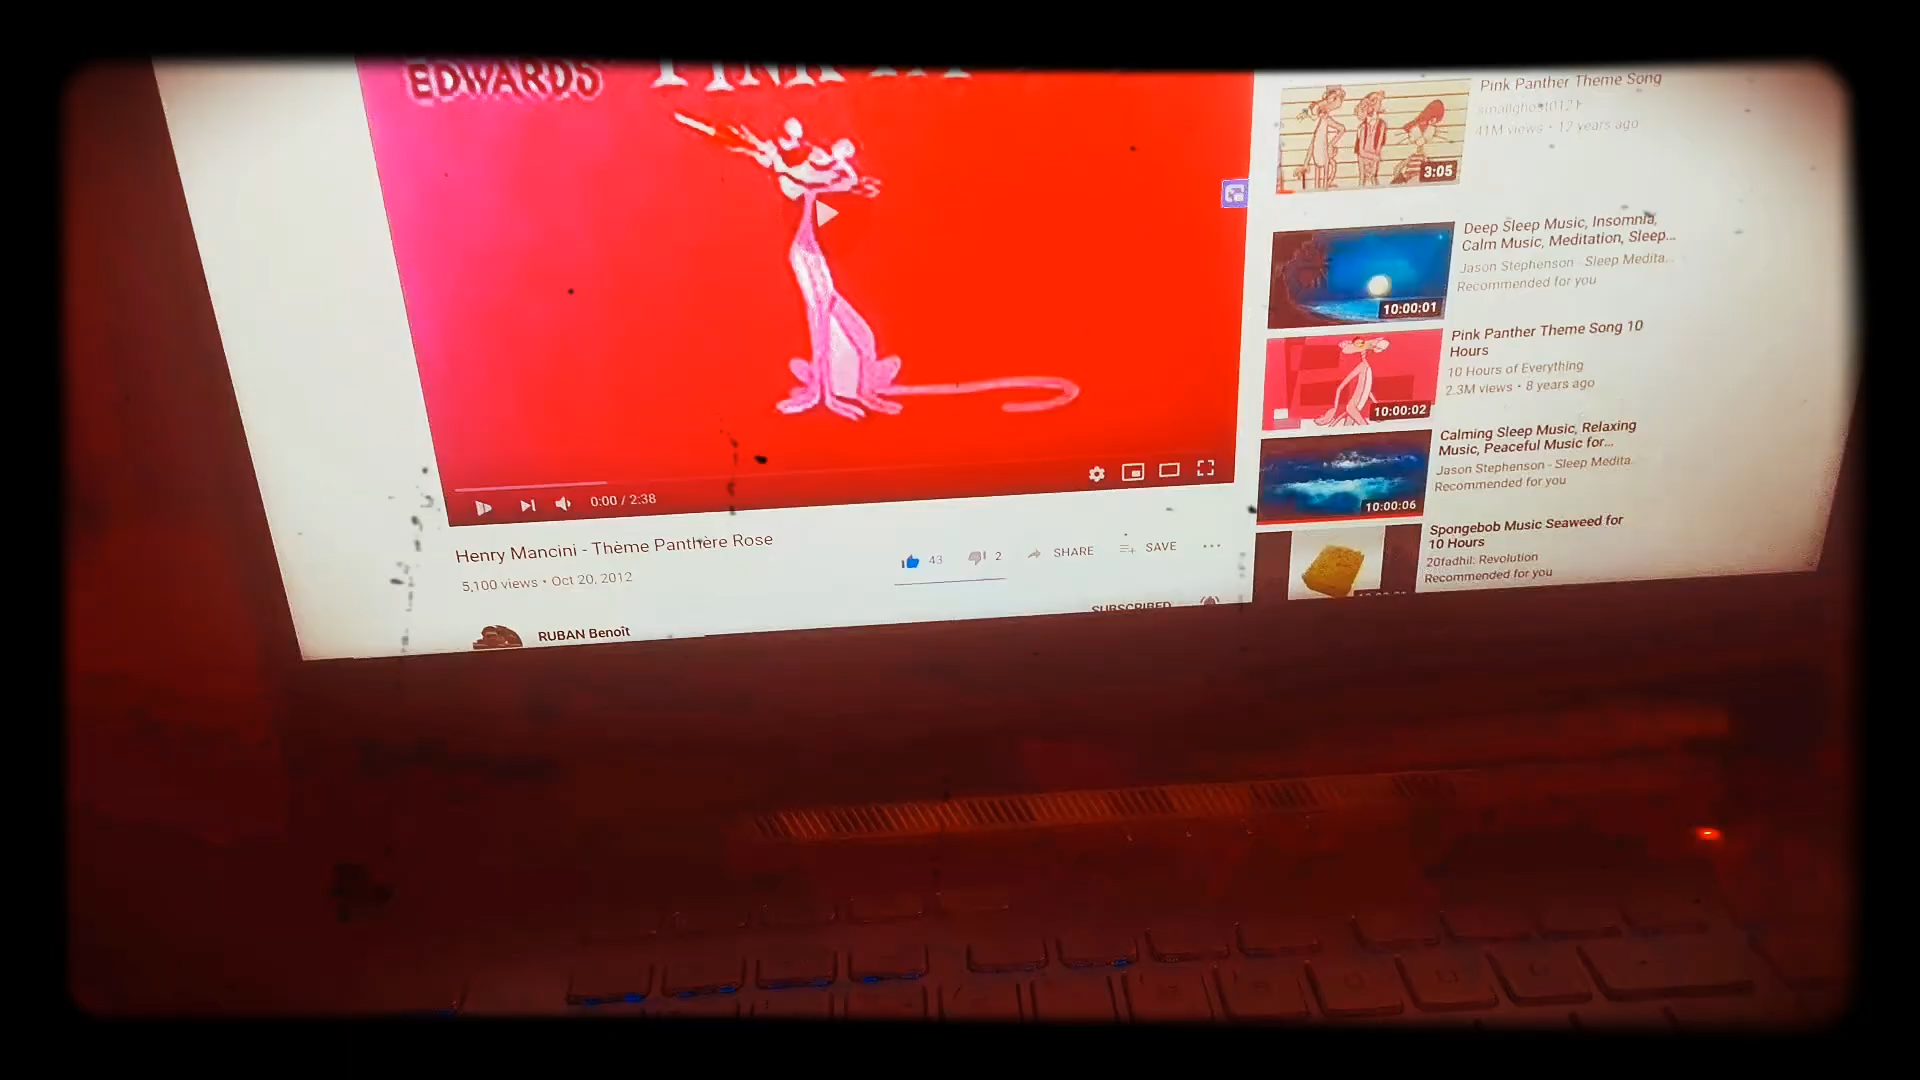 EDWARDS
0:00 / 2:38
Henry Mancini - Thème Panthère Rose
5,100 views • Oct 20, 2012
43
2
SHARE
SAVE
SUBSCRIBED
RUBAN Benoît
Pink Panther Theme Song
41M views • 12 years ago
3:05
Deep Sleep Music, Insomnia,
Calm Music, Meditation, Sleep...
Jason Stephenson - Sleep Medita...
Recommended for you
10:00:01
Pink Panther Theme Song 10
Hours
10 Hours of Everything
2.3M views • 8 years ago
10:00:02
Calming Sleep Music, Relaxing
Music, Peaceful Music for...
Jason Stephenson - Sleep Medita...
Recommended for you
10:00:06
Spongebob Music Seaweed for
10 Hours
20fadhil: Revolution
Recommended for you